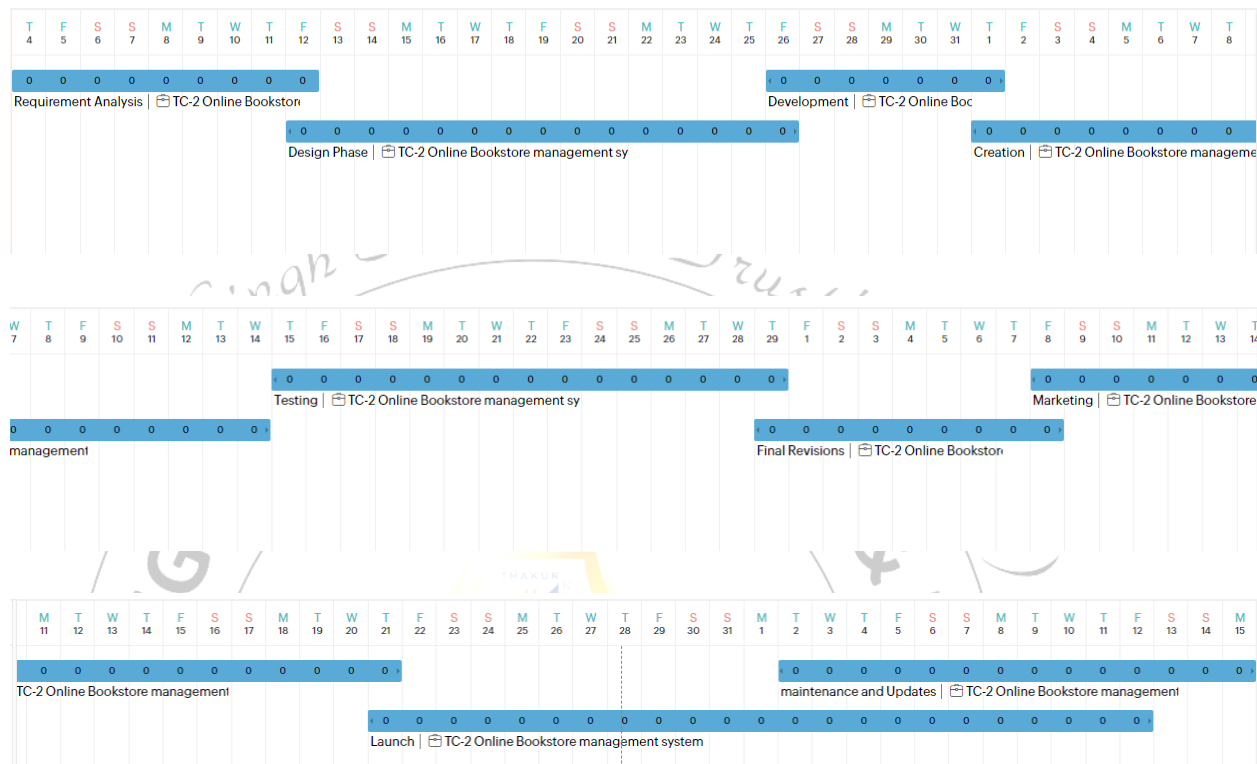 T F S S M T W T F S S M T W T F S S M T W T F S S M T W T F S S M T W T
4 5 6 7 8 9 10 11 12 13 14 15 16 17 18 19 20 21 22 23 24 25 26 27 28 29 30 31 1 2 3 4 5 6 7 8
0 0 0 0 0 0 0 0 0 0 0 0 0 0 0 0
Requirement Analysis | TC-2 Online Bookstore Development | TC-2 Online Boo
0 0 0 0 0 0 0 0 0 0 0 0 0 0 0 0 0 0 0 0 0 0 0
Design Phase | TC-2 Online Bookstore management sy Creation | TC-2 Online Bookstore manageme
Singh Trust
W T F S S M T W T F S S M T W T F S S M T W T F S S M T W T F S S M T W T
7 8 9 10 11 12 13 14 15 16 17 18 19 20 21 22 23 24 25 26 27 28 29 1 2 3 4 5 6 7 8 9 10 11 12 13 14
0 0 0 0 0 0 0 0 0 0 0 0 0 0 0 0 0 0 0 0 0 0
Testing | TC-2 Online Bookstore management sy Marketing | TC-2 Online Bookstore
0 0 0 0 0 0 0 0 0 0 0 0 0 0 0 0 0
management Final Revisions | TC-2 Online Bookstore
G &
THAKUR
M T W T F S S M T W T F S S M T W T F S S M T W T F S S M T W T F S S M
11 12 13 14 15 16 17 18 19 20 21 22 23 24 25 26 27 28 29 30 31 1 2 3 4 5 6 7 8 9 10 11 12 13 14 15
0 0 0 0 0 0 0 0 0 0 0 0 0 0 0 0 0 0 0 0 0 0 0 0 0
TC-2 Online Bookstore management maintenance and Updates | TC-2 Online Bookstore management
0 0 0 0 0 0 0 0 0 0 0 0 0 0 0 0 0 0 0 0 0 0 0
Launch | TC-2 Online Bookstore management system